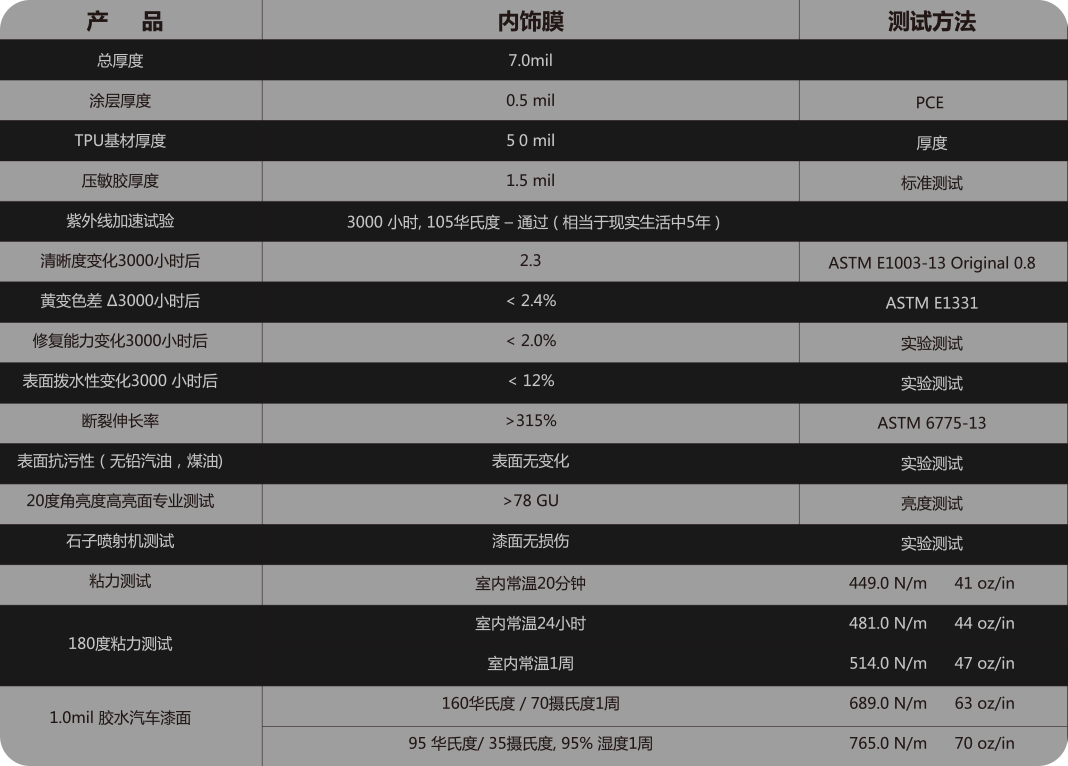 产 品 内饰膜 测试方法
总厚度 7.0mil
涂层厚度 0.5 mil PCE
TPU基材厚度 5 0 mil 厚度
压敏胶厚度 1.5 mil 标准测试
紫外线加速试验 3000 小时, 105华氏度 – 通过 ( 相当于现实生活中5年 )
清晰度变化3000小时后 2.3 ASTM E1003-13 Original 0.8
黄变色差 Δ3000小时后 < 2.4% ASTM E1331
修复能力变化3000小时后 < 2.0% 实验测试
表面拨水性变化3000 小时后 < 12% 实验测试
断裂伸长率 >315% ASTM 6775-13
表面抗污性 ( 无铅汽油 , 煤油) 表面无变化 实验测试
20度角亮度高亮面专业测试 >78 GU 亮度测试
石子喷射机测试 漆面无损伤 实验测试
粘力测试 室内常温20分钟 449.0 N/m 41 oz/in
180度粘力测试 室内常温24小时 481.0 N/m 44 oz/in
室内常温1周 514.0 N/m 47 oz/in
1.0mil 胶水汽车漆面 160华氏度 / 70摄氏度1周 689.0 N/m 63 oz/in
95 华氏度/ 35摄氏度, 95% 湿度1周 765.0 N/m 70 oz/in